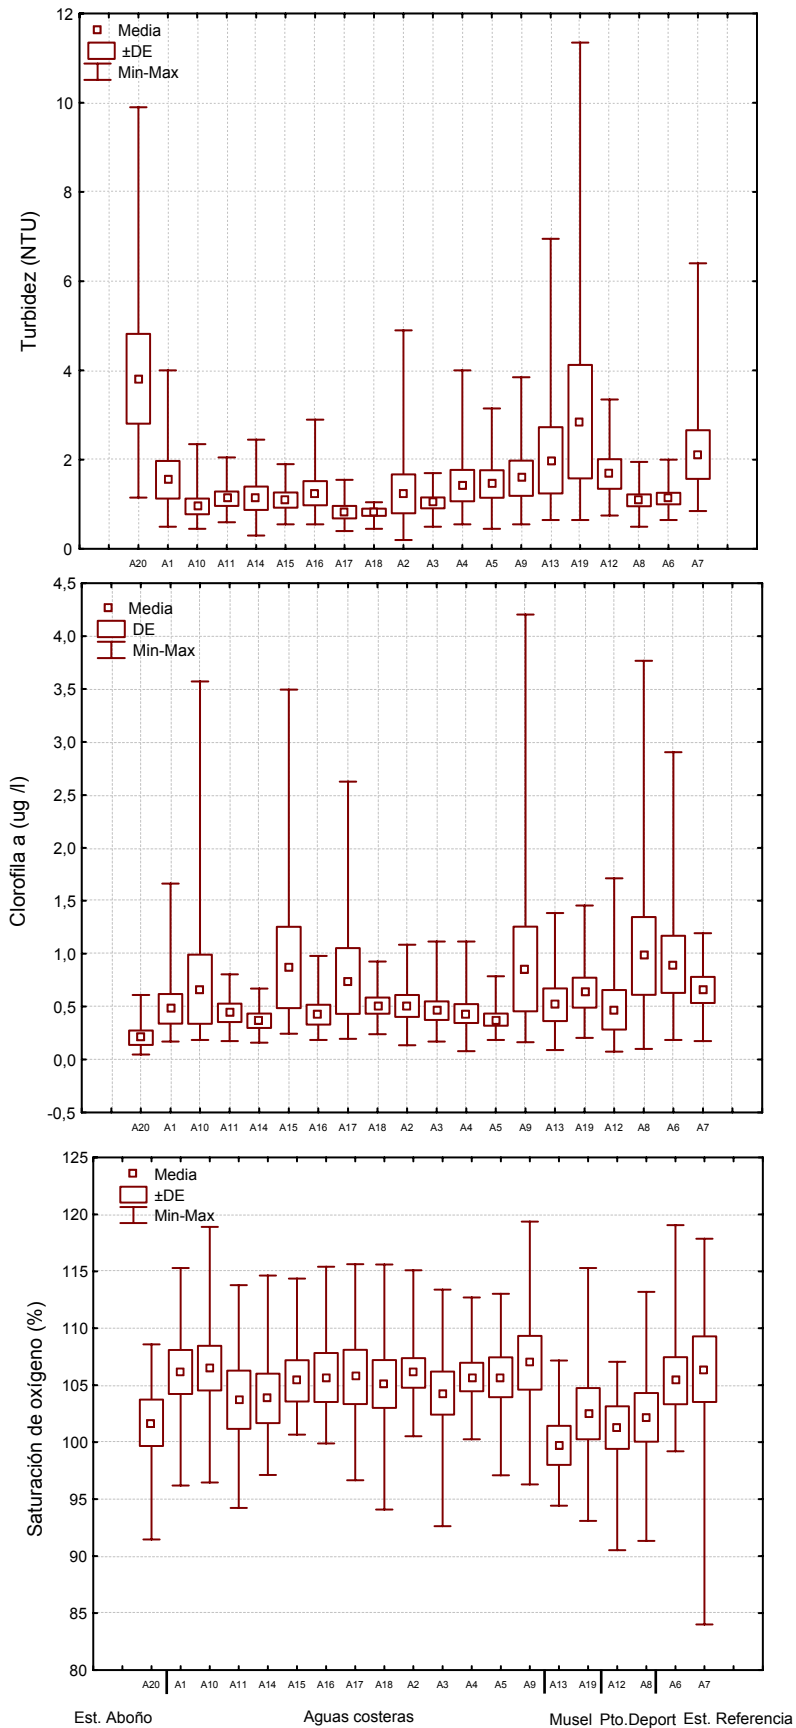 Media
±DE
Min-Max
Turbidez (NTU)
12
10
8
6
4
2
0
A20 A1 A10 A11 A14 A15 A16 A17 A18 A2 A3 A4 A5 A9 A13 A19 A12 A8 A6 A7
Media
DE
Min-Max
Clorofila a (ug /l)
4,5
4,0
3,5
3,0
2,5
2,0
1,5
1,0
0,5
0,0
-0,5
A20 A1 A10 A11 A14 A15 A16 A17 A18 A2 A3 A4 A5 A9 A13 A19 A12 A8 A6 A7
Media
±DE
Min-Max
Saturación de oxígeno (%)
125
120
115
110
105
100
95
90
85
80
A20 A1 A10 A11 A14 A15 A16 A17 A18 A2 A3 A4 A5 A9 A13 A19 A12 A8 A6 A7
Est. Aboño Aguas costeras Musel Pto.Deport Est. Referencia